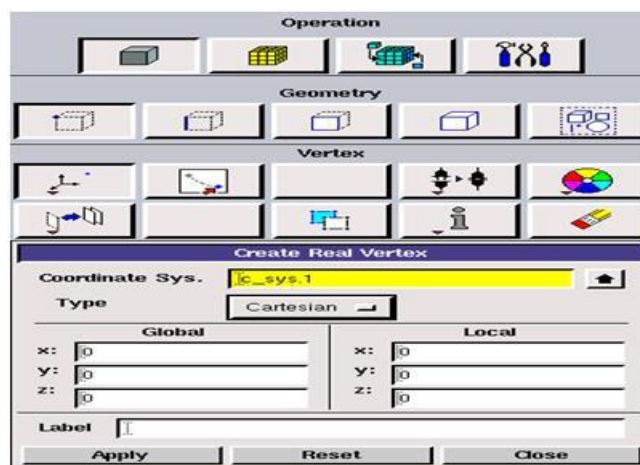 Operation
Geometry
Vertex
Create Real Vertex
Coordinate Sys. c_sys.1
Type Cartesian
Global Local
x: 0 x: 0
y: 0 y: 0
z: 0 z: 0
Label
Apply Reset Close